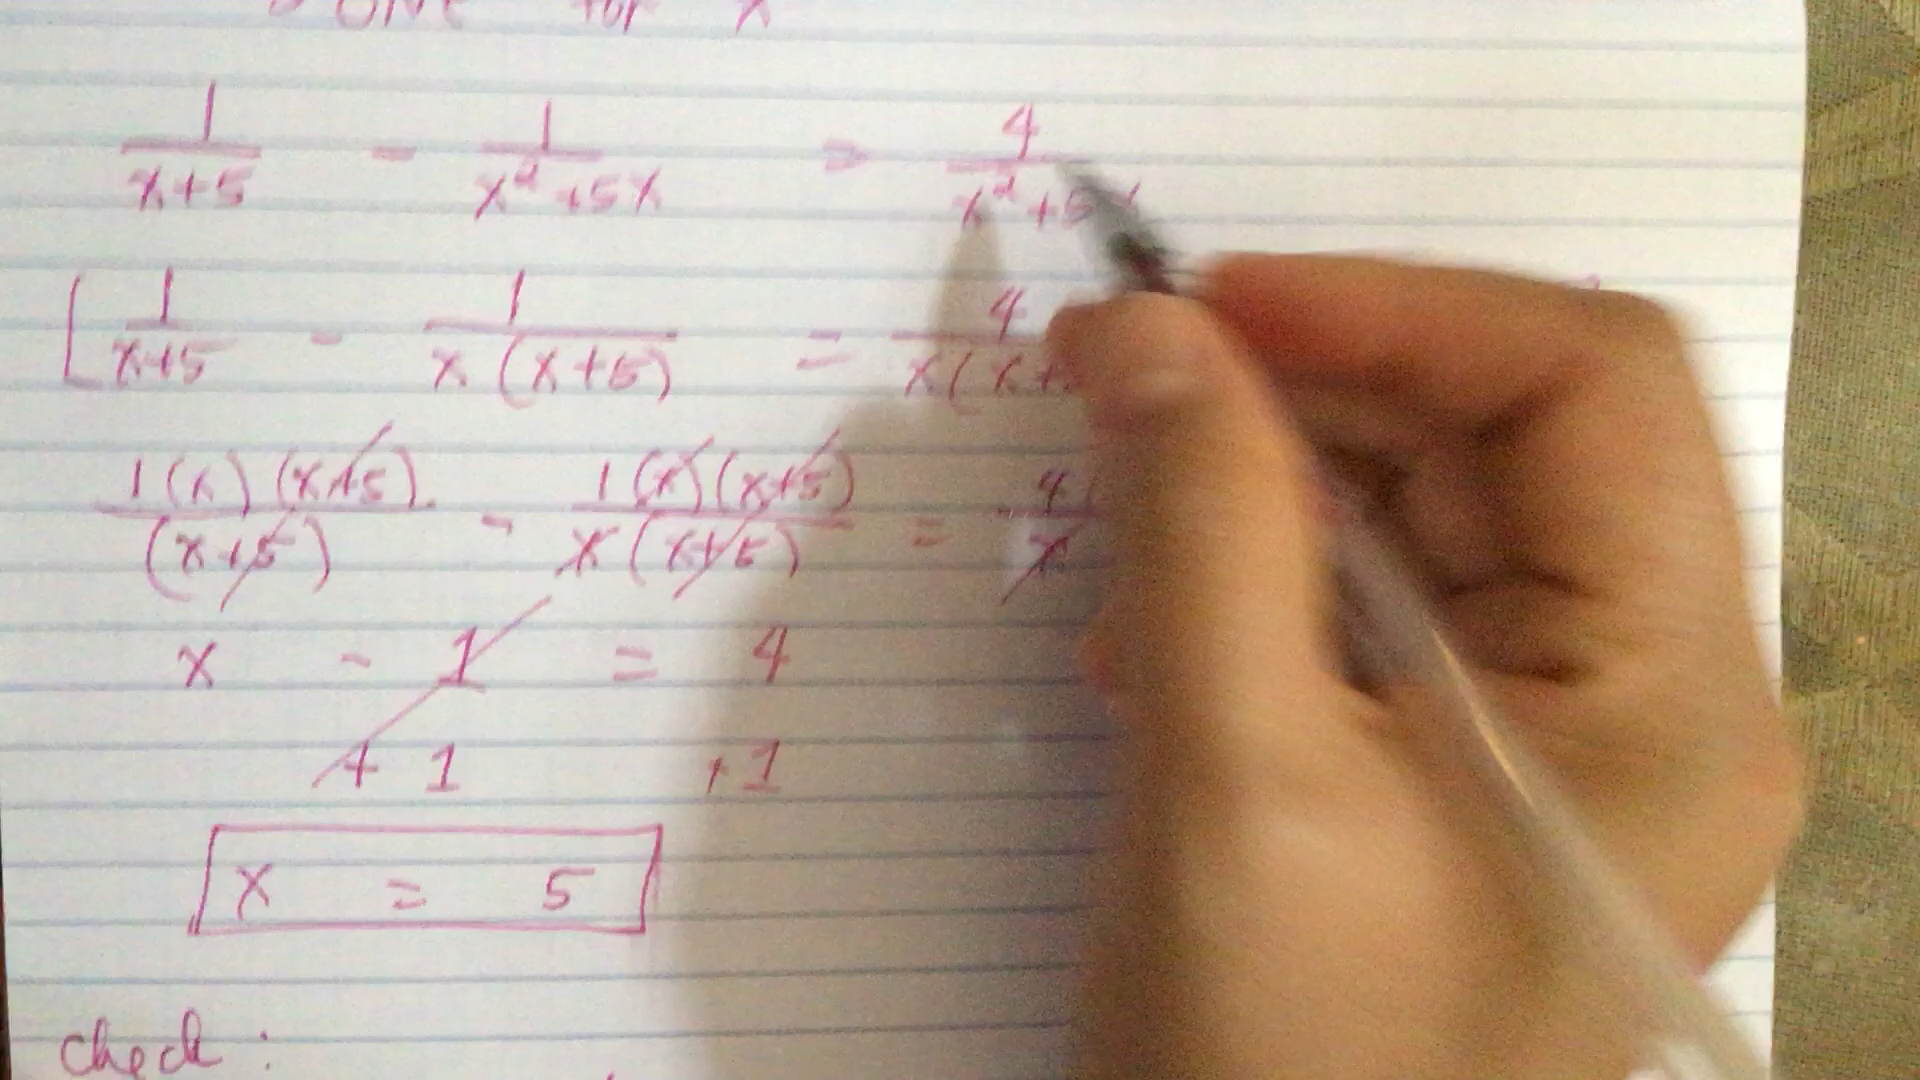 for x
1/(x+5) - 1/(x²+5x) = 4/(x²+5x
[1/(x+5) - 1/(x(x+5)) = 4/(x(x+
1(x)(x+5)/(x+5) - 1(x)(x+5)/(x(x+5)) = 4/x
x - 1 = 4
+ 1 +1
x = 5
Check :